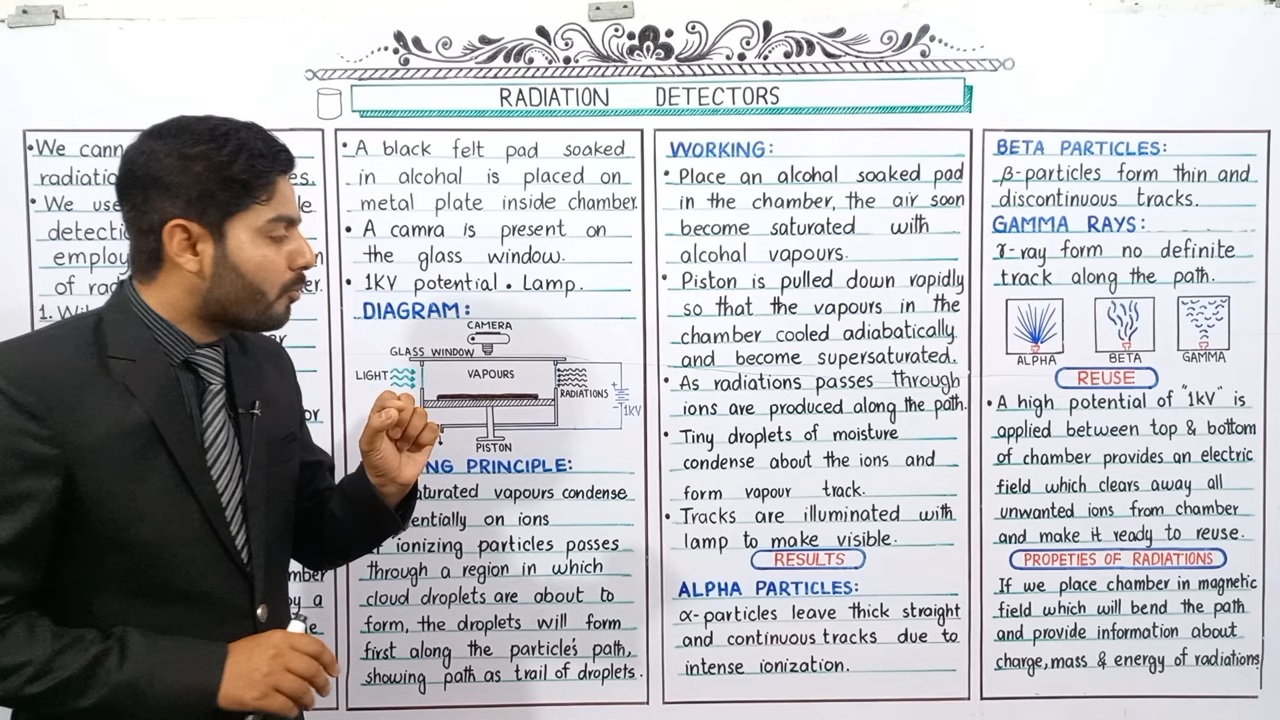 RADIATION DETECTORS
• We
• We use
detecti
employ
1.
by a
• A black felt pad soaked
in alcohal is placed on
metal plate inside chamber.
• A camra is present on
the glass window.
• 1KV potential • Lamp.
DIAGRAM:
CAMERA
GLASS WINDOW
LIGHT
VAPOURS
RADIATIONS
+
-
1KV
PISTON
PRINCIPLE:
vapours condense
on ions
ionizing particles passes
through a region in which
cloud droplets are about to
form, the droplets will form
first along the particle's path,
showing path as trail of droplets.
WORKING:
• Place an alcohal soaked pad
in the chamber, the air soon
become saturated with
alcohal vapours.
• Piston is pulled down rapidly
so that the vapours in the
chamber cooled adiabatically
and become supersaturated.
• As radiations passes through
ions are produced along the path.
• Tiny droplets of moisture
condense about the ions and
form vapour track.
• Tracks are illuminated with
lamp to make visible.
RESULTS
ALPHA PARTICLES:
α-particles leave thick straight
and continuous tracks due to
intense ionization.
BETA PARTICLES:
β-particles form thin and
discontinuous tracks.
GAMMA RAYS:
γ-ray form no definite
track along the path.
ALPHA BETA GAMMA
REUSE
• A high potential of "1kV" is
applied between top & bottom
of chamber provides an electric
field which clears away all
unwanted ions from chamber
and make it ready to reuse.
PROPETIES OF RADIATIONS
If we place chamber in magnetic
field which will bend the path
and provide information about
charge, mass & energy of radiations